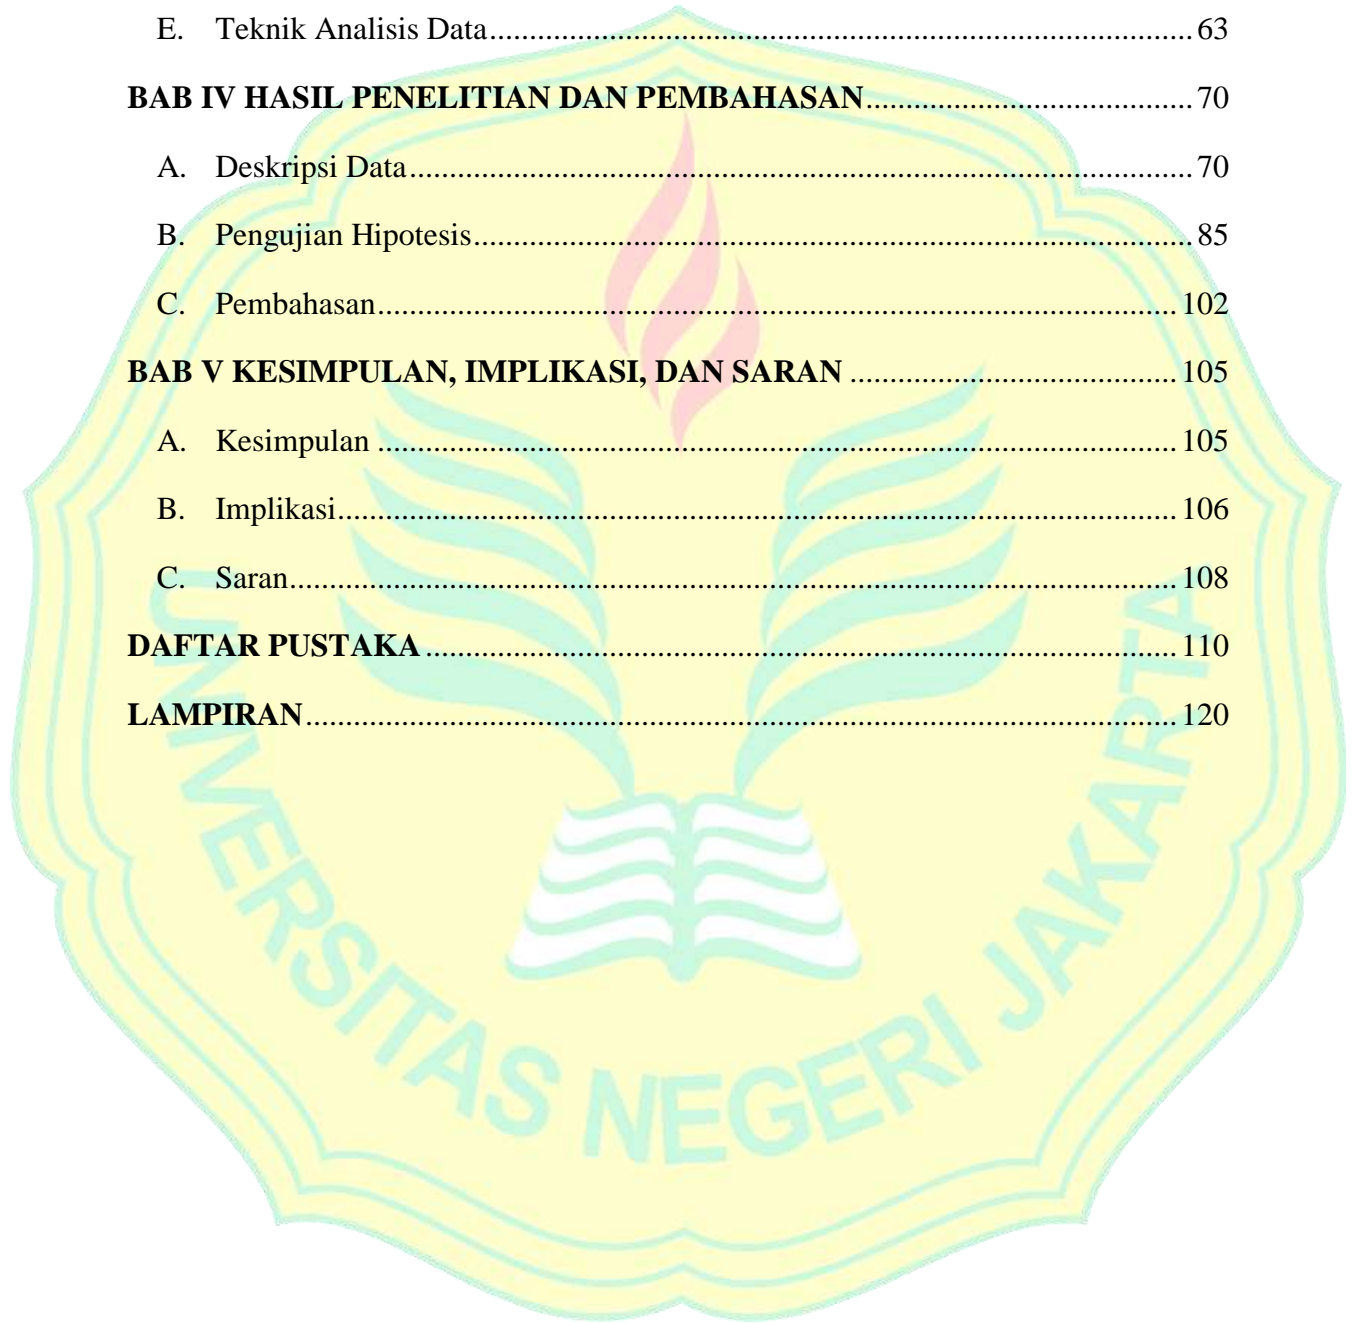 E. Teknik Analisis Data........................................................................................ 63
BAB IV HASIL PENELITIAN DAN PEMBAHASAN......................................... 70
A. Deskripsi Data.................................................................................................. 70
B. Pengujian Hipotesis.......................................................................................... 85
C. Pembahasan.................................................................................................... 102
BAB V KESIMPULAN, IMPLIKASI, DAN SARAN ......................................... 105
A. Kesimpulan .................................................................................................... 105
B. Implikasi......................................................................................................... 106
C. Saran............................................................................................................... 108
DAFTAR PUSTAKA.............................................................................................. 110
LAMPIRAN............................................................................................................. 120
UNIVERSITAS NEGERI JAKARTA